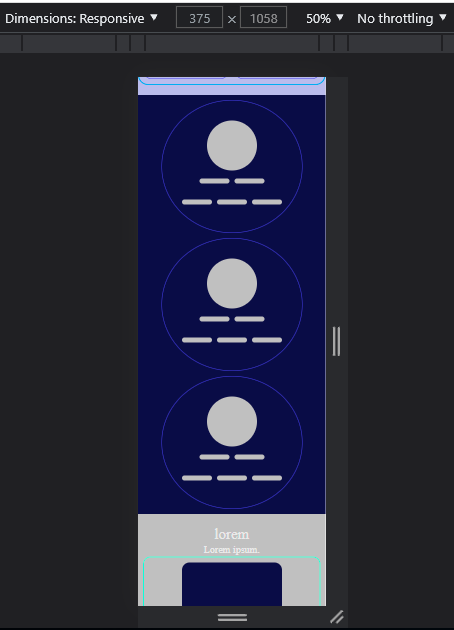 Dimensions: Responsive ▼ 375 × 1058 50% ▼ No throttling ▼
lorem
Lorem ipsum.